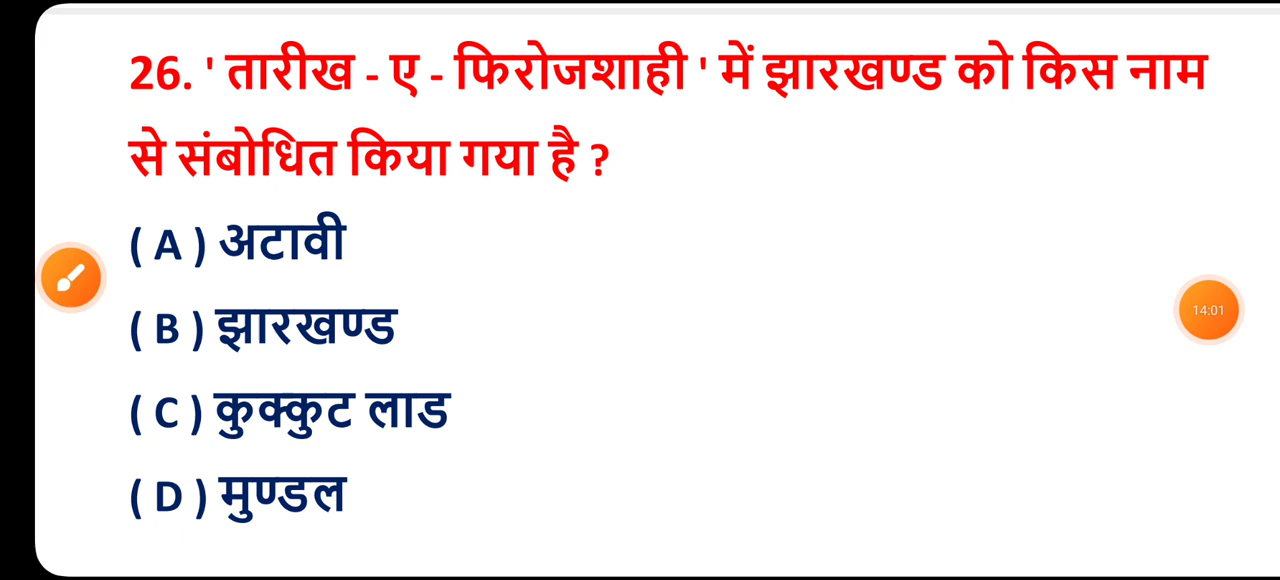 26. ' तारीख - ए - फिरोजशाही ' में झारखण्ड को किस नाम
से संबोधित किया गया है ?
( A ) अटावी
( B ) झारखण्ड
14:01
( C ) कुक्कुट लाड
( D ) मुण्डल